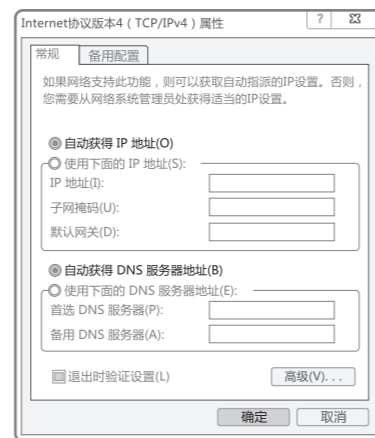 Internet协议版本4（TCP/IPv4）属性
?
常规
备用配置
如果网络支持此功能，则可以获取自动指派的IP设置。否则，
您需要从网络系统管理员处获得适当的IP设置。
自动获得 IP 地址(O)
使用下面的 IP 地址(S):
IP 地址(I):
子网掩码(U):
默认网关(D):
自动获得 DNS 服务器地址(B)
使用下面的 DNS 服务器地址(E):
首选 DNS 服务器(P):
备用 DNS 服务器(A):
退出时验证设置(L)
高级(V)...
确定
取消